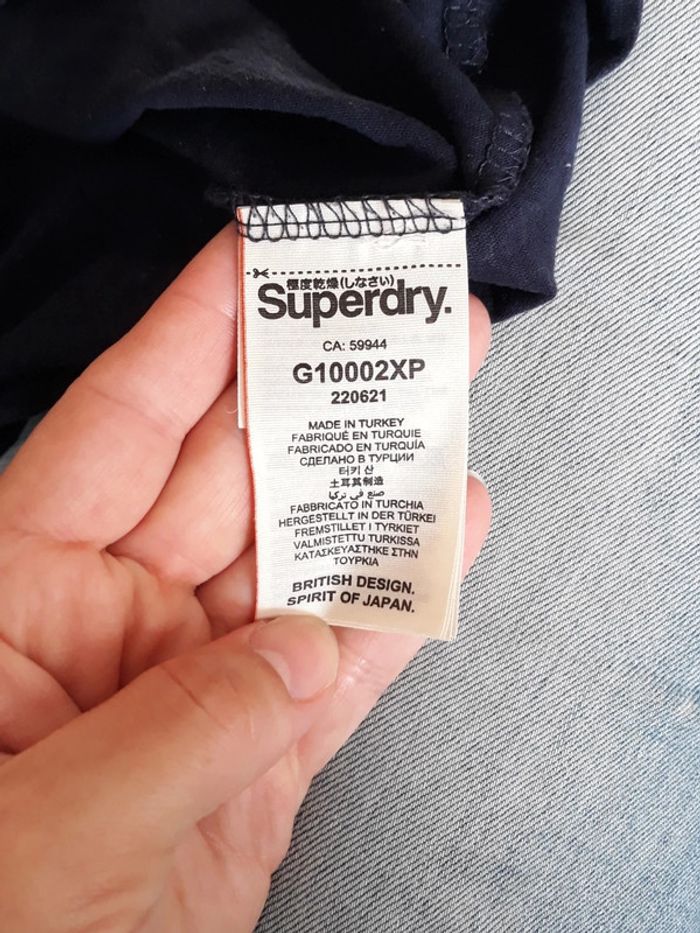 極度乾燥(しなさい)
Superdry.
CA: 59944
G10002XP
220621
MADE IN TURKEY
FABRIQUÉ EN TURQUIE
FABRICADO EN TURQUÍA
СДЕЛАНО В ТУРЦИИ
터키 산
土耳其制造
صنع في تركيا
FABBRICATO IN TURCHIA
HERGESTELLT IN DER TÜRKEI
FREMSTILLET I TYRKIET
VALMISTETTU TURKISSA
ΚΑΤΑΣΚΕΥΑΣΤΗΚΕ ΣΤΗΝ
ΤΟΥΡΚΙΑ
BRITISH DESIGN.
SPIRIT OF JAPAN.